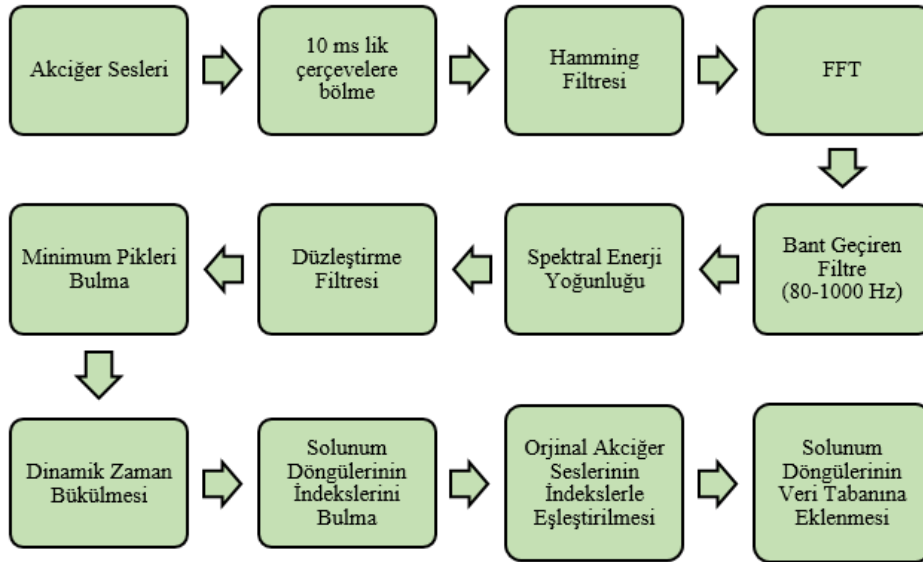 Akciğer Sesleri
10 ms lik
çerçevelere
bölme
Hamming
Filtresi
FFT
Bant Geçiren
Filtre
(80-1000 Hz)
Spektral Enerji
Yoğunluğu
Düzleştirme
Filtresi
Minimum Pikleri
Bulma
Dinamik Zaman
Bükülmesi
Solunum
Döngülerinin
İndekslerini
Bulma
Orjinal Akciğer
Seslerinin
İndekslerle
Eşleştirilmesi
Solunum
Döngülerinin
Veri Tabanına
Eklenmesi